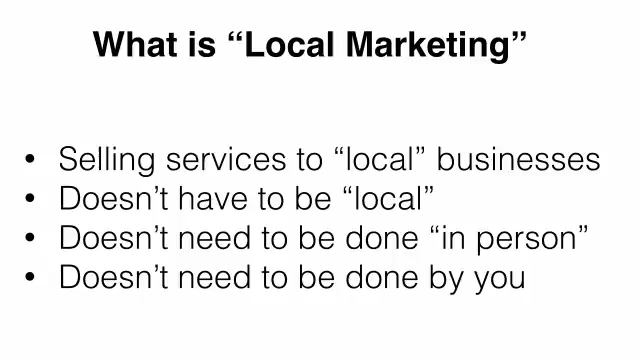 What is “Local Marketing”
• Selling services to “local” businesses
• Doesn’t have to be “local”
• Doesn’t need to be done “in person”
• Doesn’t need to be done by you